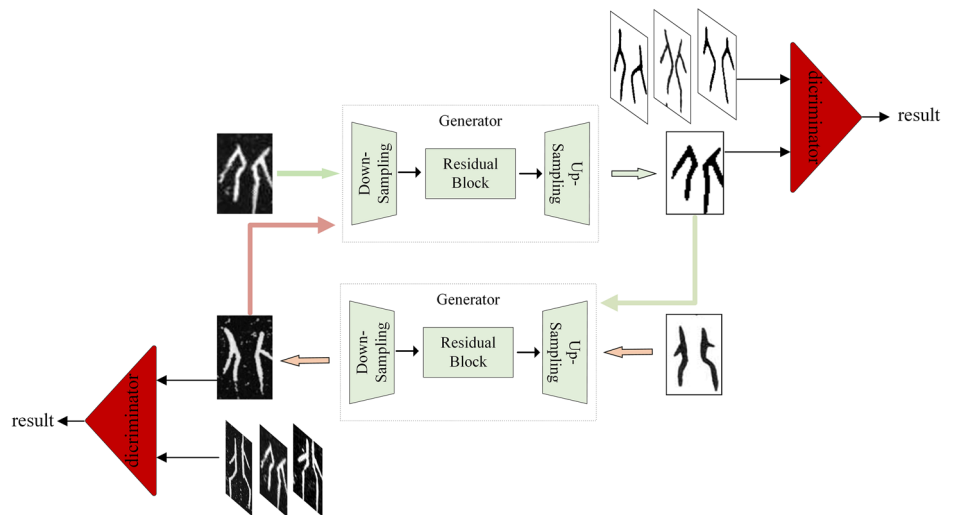 Generator
Down-
Sampling
Residual
Block
Up-
Sampling
dicriminator
result
Generator
Down-
Sampling
Residual
Block
Up-
Sampling
dicriminator
result